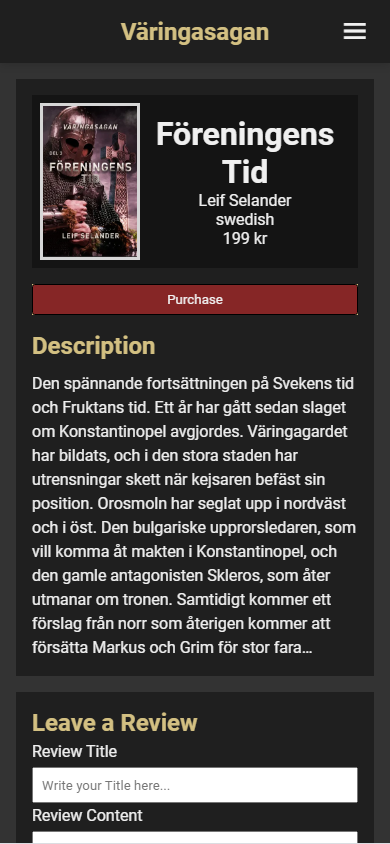 Väringasagan
VÄRINGASAGAN
DEL 3
FÖRENINGENS
TID
LEIF SELANDER
Föreningens
Tid
Leif Selander
swedish
199 kr
Purchase
Description
Den spännande fortsättningen på Svekens tid
och Fruktans tid. Ett år har gått sedan slaget
om Konstantinopel avgjordes. Väringagardet
har bildats, och i den stora staden har
utrensningar skett när kejsaren befäst sin
position. Orosmoln har seglat upp i nordväst
och i öst. Den bulgariske upprorsledaren, som
vill komma åt makten i Konstantinopel, och
den gamle antagonisten Skleros, som åter
utmanar om tronen. Samtidigt kommer ett
förslag från norr som återigen kommer att
försätta Markus och Grim för stor fara...
Leave a Review
Review Title
Write your Title here...
Review Content